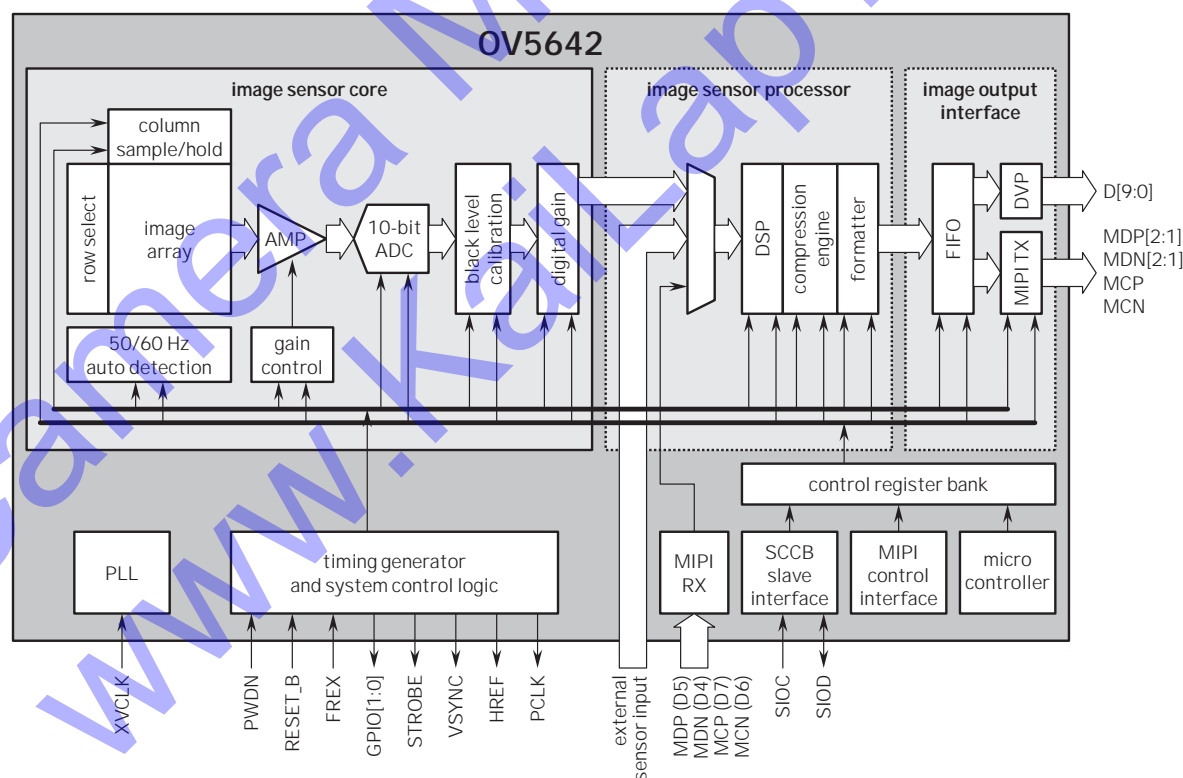 OV5642
image sensor core
image sensor processor
image output
interface
column
sample/hold
row select
image
array
AMP
10-bit
ADC
black level
calibration
digital gain
DSP
compression
engine
formatter
FIFO
DVP
MIPI TX
D[9:0]
MDP[2:1]
MDN[2:1]
MCP
MCN
50/60 Hz
auto detection
gain
control
control register bank
PLL
timing generator
and system control logic
MIPI
RX
SCCB
slave
interface
MIPI
control
interface
micro
controller
XVCLK
PWDN
RESET_B
FREX
GPIO[1:0]
STROBE
VSYNC
HREF
PCLK
external
sensor input
MDP (D5)
MDN (D4)
MCP (D7)
MCN (D6)
SIOC
SIOD
www.KaiLap